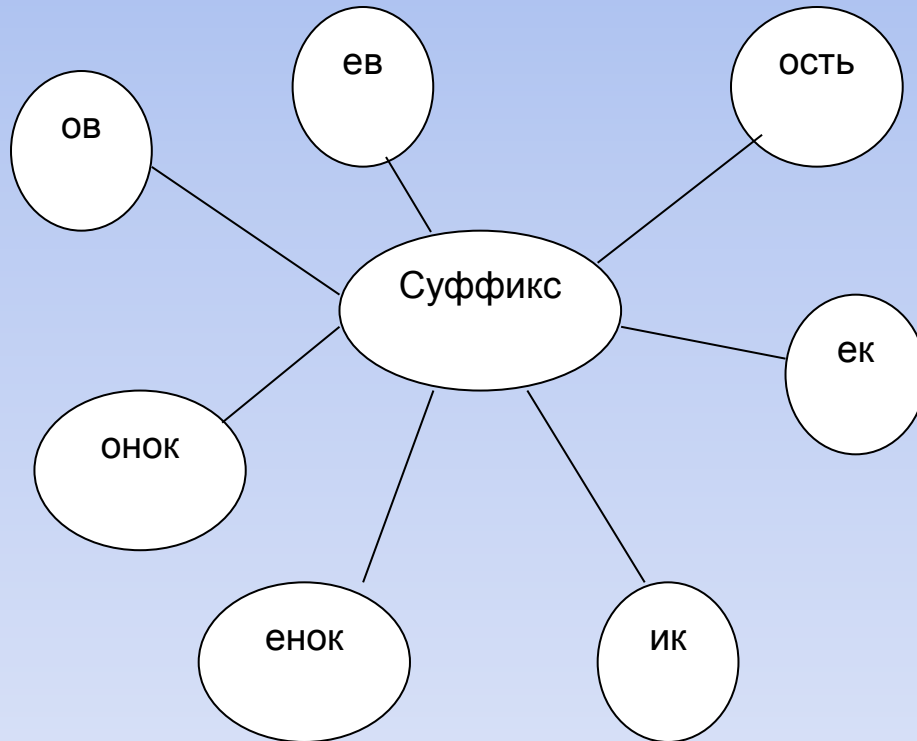 ев
ость
ов
Суффикс
ек
онок
енок
ик